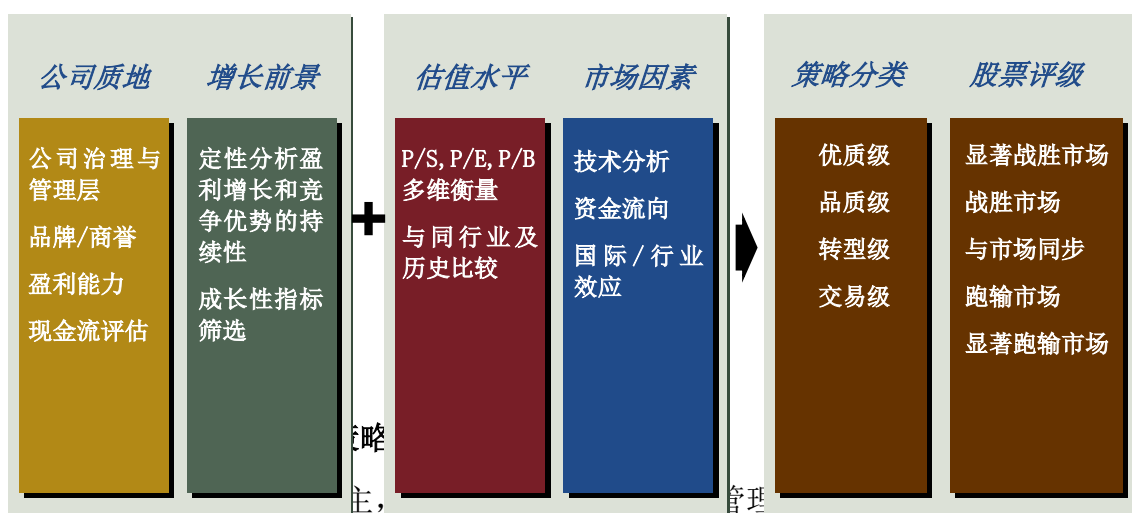 公司质地
公司治理与
管理层
品牌/商誉
盈利能力
现金流评估
增长前景
定性分析盈
利增长和竞
争优势的持
续性
成长性指标
筛选
估值水平
P/S,P/E,P/B
多维衡量
与同行业及
历史比较
市场因素
技术分析
资金流向
国际/行业
效应
策略分类
优质级
品质级
转型级
交易级
股票评级
显著战胜市场
战胜市场
与市场同步
跑输市场
显著跑输市场
略
主，
管理